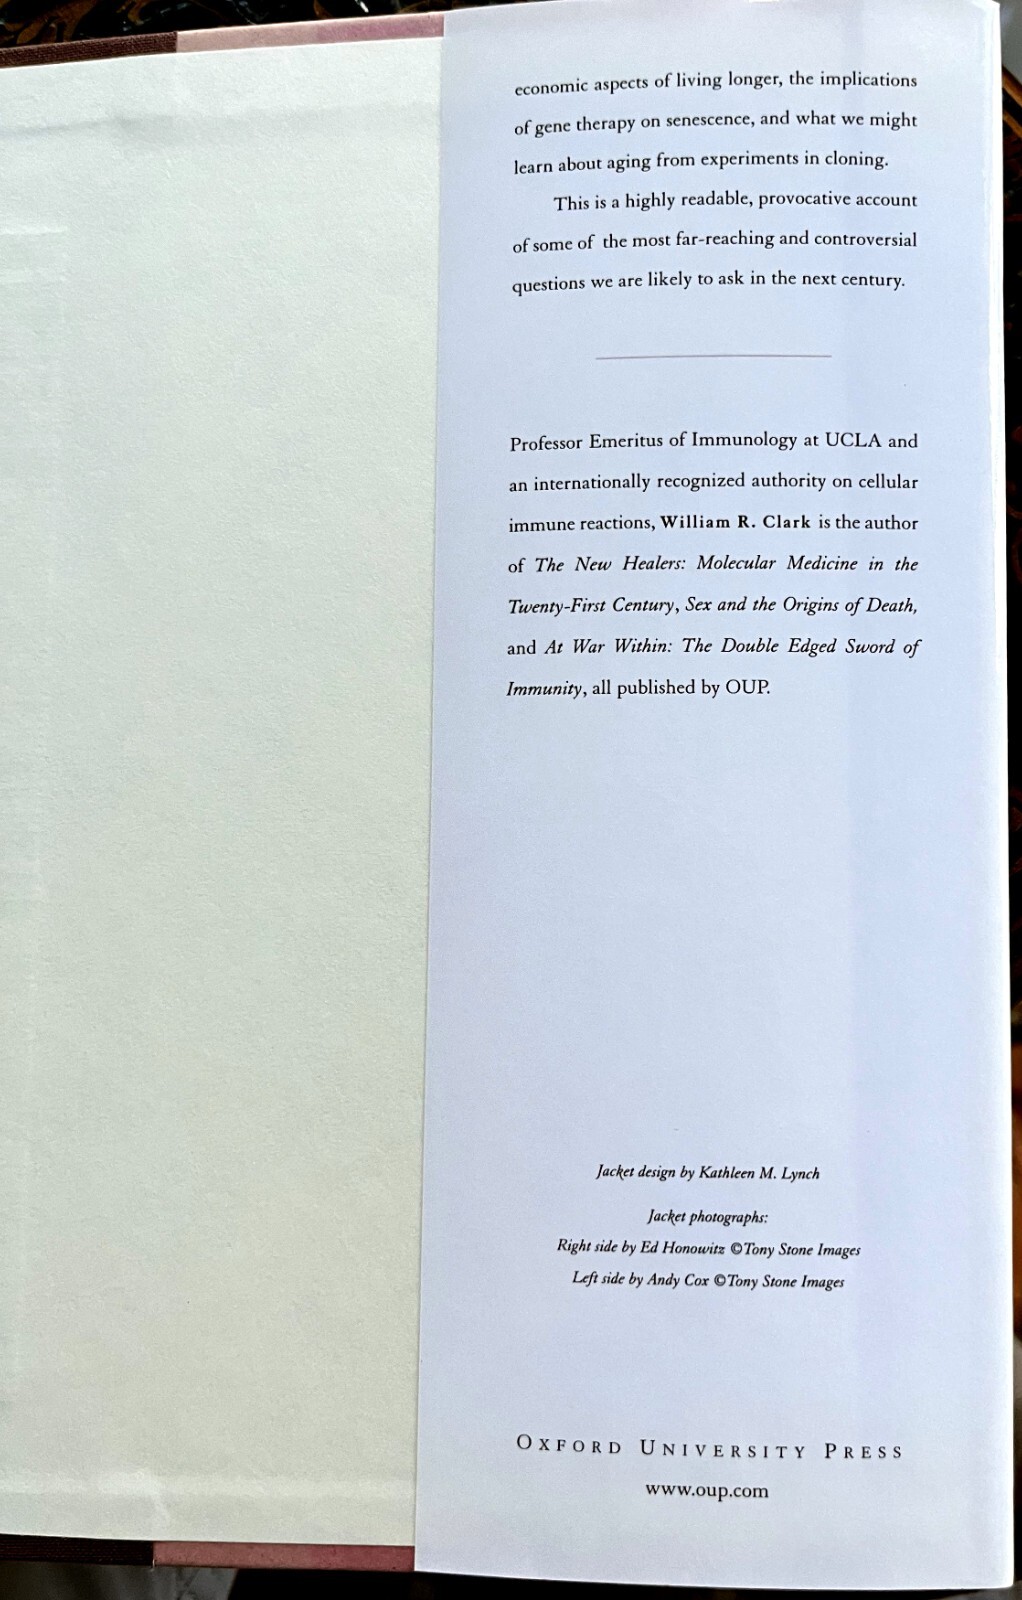 economic aspects of living longer, the implications
of gene therapy on senescence, and what we might
learn about aging from experiments in cloning.
This is a highly readable, provocative account
of some of the most far-reaching and controversial
questions we are likely to ask in the next century.
Professor Emeritus of Immunology at UCLA and
an internationally recognized authority on cellular
immune reactions, William R. Clark is the author
of The New Healers: Molecular Medicine in the
Twenty-First Century, Sex and the Origins of Death,
and At War Within: The Double Edged Sword of
Immunity, all published by OUP.
Jacket design by Kathleen M. Lynch
Jacket photographs:
Right side by Ed Honowitz ©Tony Stone Images
Left side by Andy Cox ©Tony Stone Images
OXFORD UNIVERSITY PRESS
www.oup.com